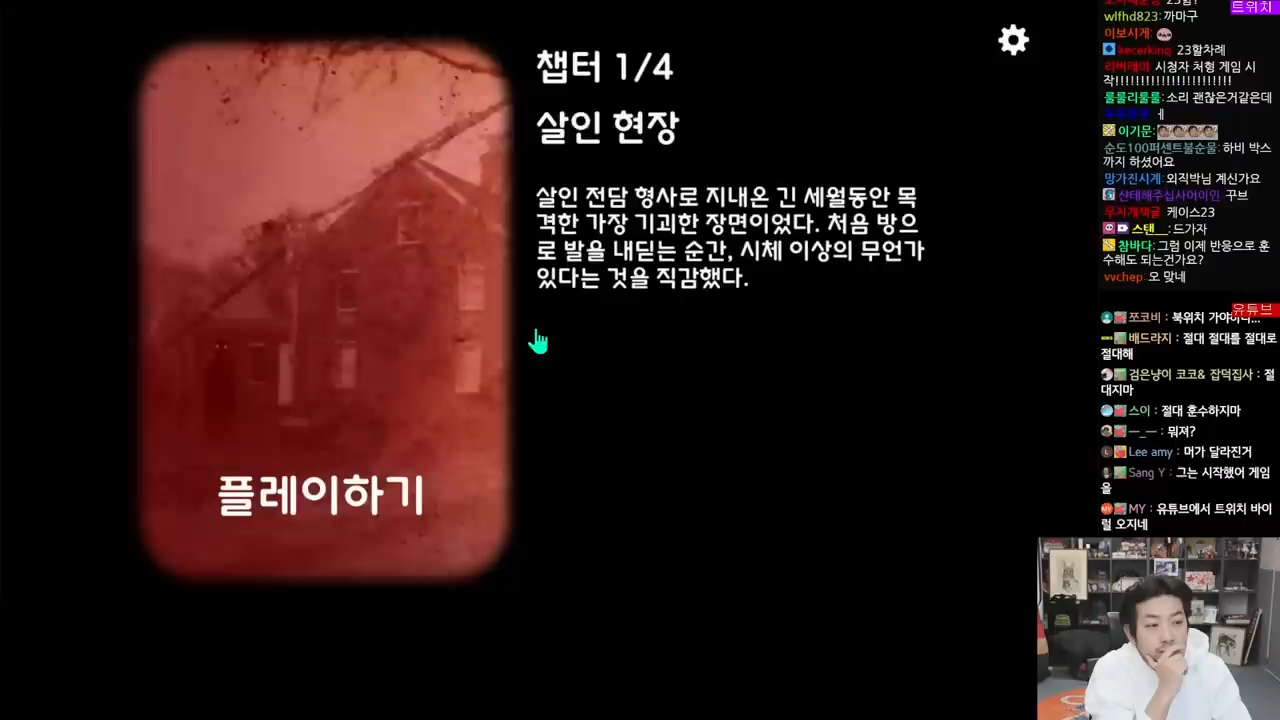 챕터 1/4
살인 현장
살인 전담 형사로 지내온 긴 세월동안 목
격한 가장 기괴한 장면이었다. 처음 방으
로 발을 내딛는 순간, 시체 이상의 무언가
있다는 것을 직감했다.
플레이하기
트위치
wlfhd823: 까마구
이보시게:
kecerking 23할차례
리버레이 시청자 처형 게임 시
작!!!!!!!!!!!!!!!!!!!!!!!
룰룰리룰룰: 소리 괜찮은거같은데
ㅔ
이기문:
순도100퍼센트불순물: 하비 박스
까지 하셨어요
망가진시계: 외직박님 계신가요
샨테해주십사머이인 구브
무지개색귤 케이스23
스탠__: 드가자
참바다: 그럼 이제 반응으로 훈
수해도 되는건가요?
vvchep: 오 맞네
유튜브
쪼코비 : 북위치 가야이나...
배드라지 : 절대 절대를 절대로
절대해
검은냥이 코코& 잡덕집사 : 절
대지마
스이 : 절대 훈수하지마
—_— : 뭐져?
Lee amy : 머가 달라진거
Sang Y : 그는 시작했어 게임
을
MY : 유튜브에서 트위치 바이
럴 오지네